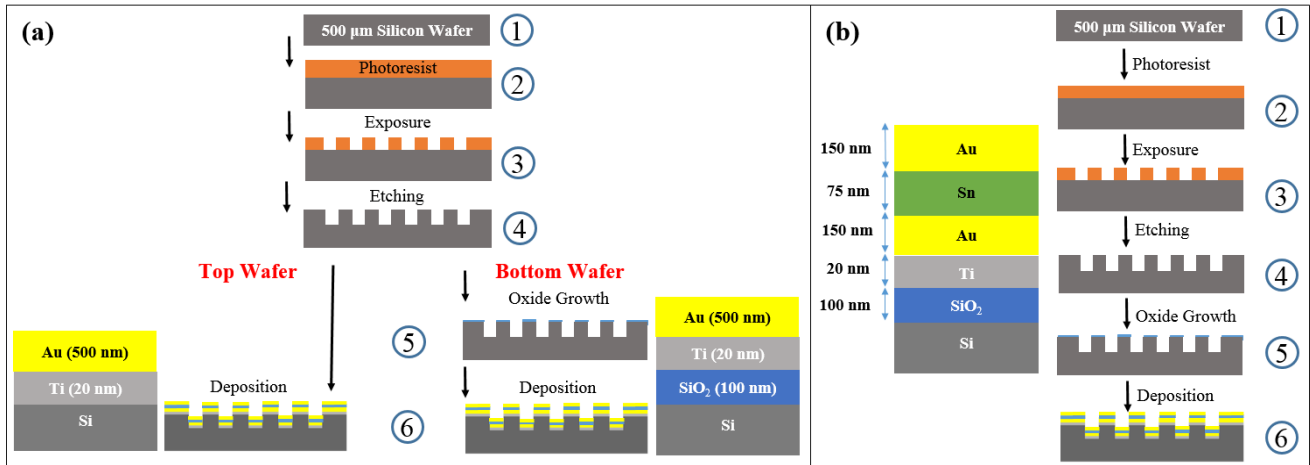 (a)
500 μm Silicon Wafer
1
Photoresist
2
Exposure
3
Etching
4
Top Wafer
Bottom Wafer
Oxide Growth
5
Au (500 nm)
Ti (20 nm)
Si
Deposition
6
Deposition
Au (500 nm)
Ti (20 nm)
SiO2 (100 nm)
Si
(b)
500 μm Silicon Wafer
1
Photoresist
2
Exposure
3
Etching
4
Oxide Growth
5
Deposition
6
150 nm
Au
75 nm
Sn
150 nm
Au
20 nm
Ti
100 nm
SiO2
Si